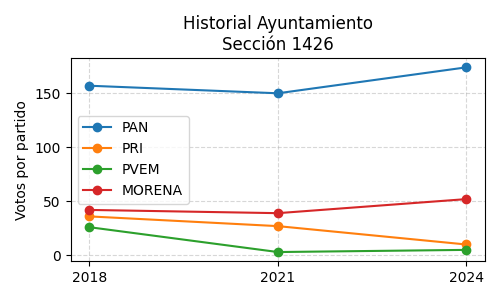 Historial Ayuntamiento
Sección 1426
Votos por partido
150
100
50
0
PAN
PRI
PVEM
MORENA
2018
2021
2024